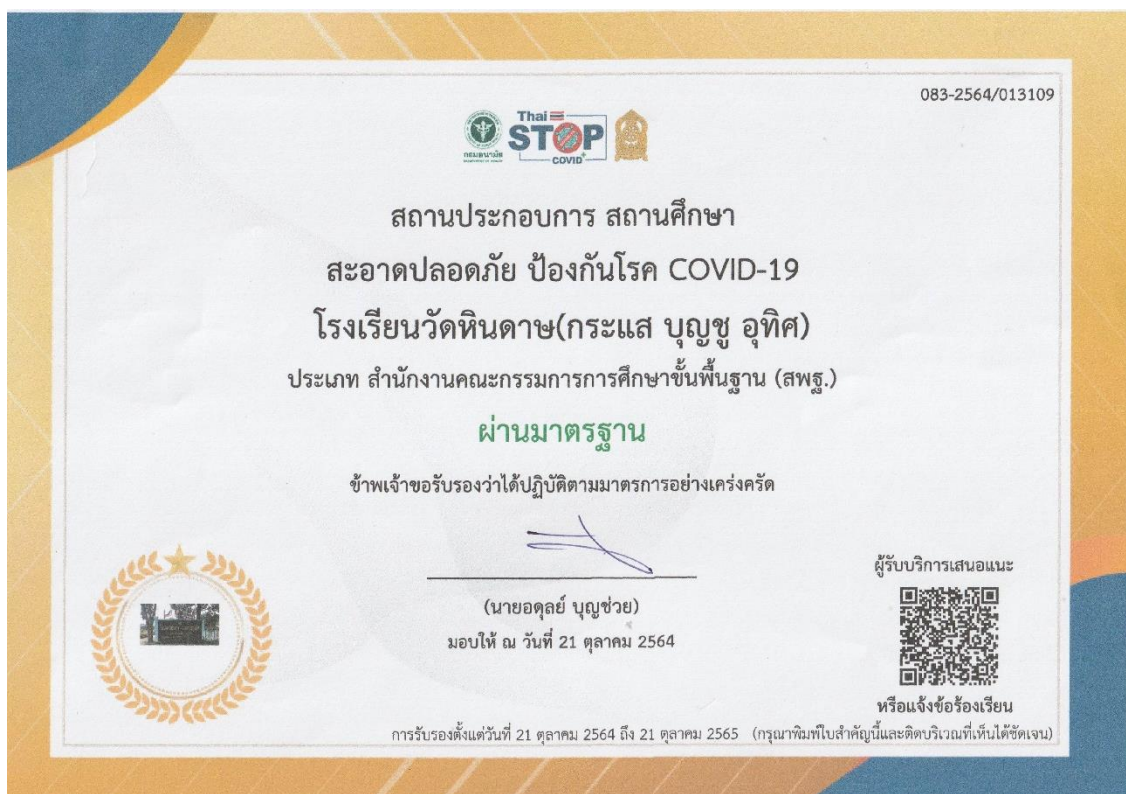 083-2564/013109
กรมอนามัย
Thai
STOP
COVID
สถานประกอบการ สถานศึกษา
สะอาดปลอดภัย ป้องกันโรค COVID-19
โรงเรียนวัดหินดาษ(กระแส บุญชู อุทิศ)
ประเภท สำนักงานคณะกรรมการการศึกษาขั้นพื้นฐาน (สพฐ.)
ผ่านมาตรฐาน
ข้าพเจ้าขอรับรองว่าได้ปฏิบัติตามมาตรการอย่างเคร่งครัด
(นายอดุลย์ บุญช่วย)
มอบให้ ณ วันที่ 21 ตุลาคม 2564
ผู้รับบริการเสนอแนะ
หรือแจ้งข้อร้องเรียน
การรับรองตั้งแต่วันที่ 21 ตุลาคม 2564 ถึง 21 ตุลาคม 2565 (กรุณาพิมพ์ใบสำคัญนี้และติดบริเวณที่เห็นได้ชัดเจน)